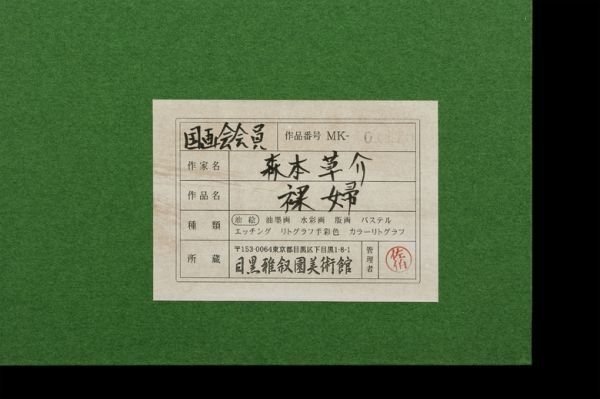 国画会会員 作品番号 MK-
作家名 森本草介
作品名 裸婦
種類 油絵 油墨画 水彩画 版画 パステル
エッチング リトグラフ手彩色 カラーリトグラフ
所蔵 〒153-0064東京都目黒区下目黒1-8-1
目黒雅叙園美術館 管理者 佐伯